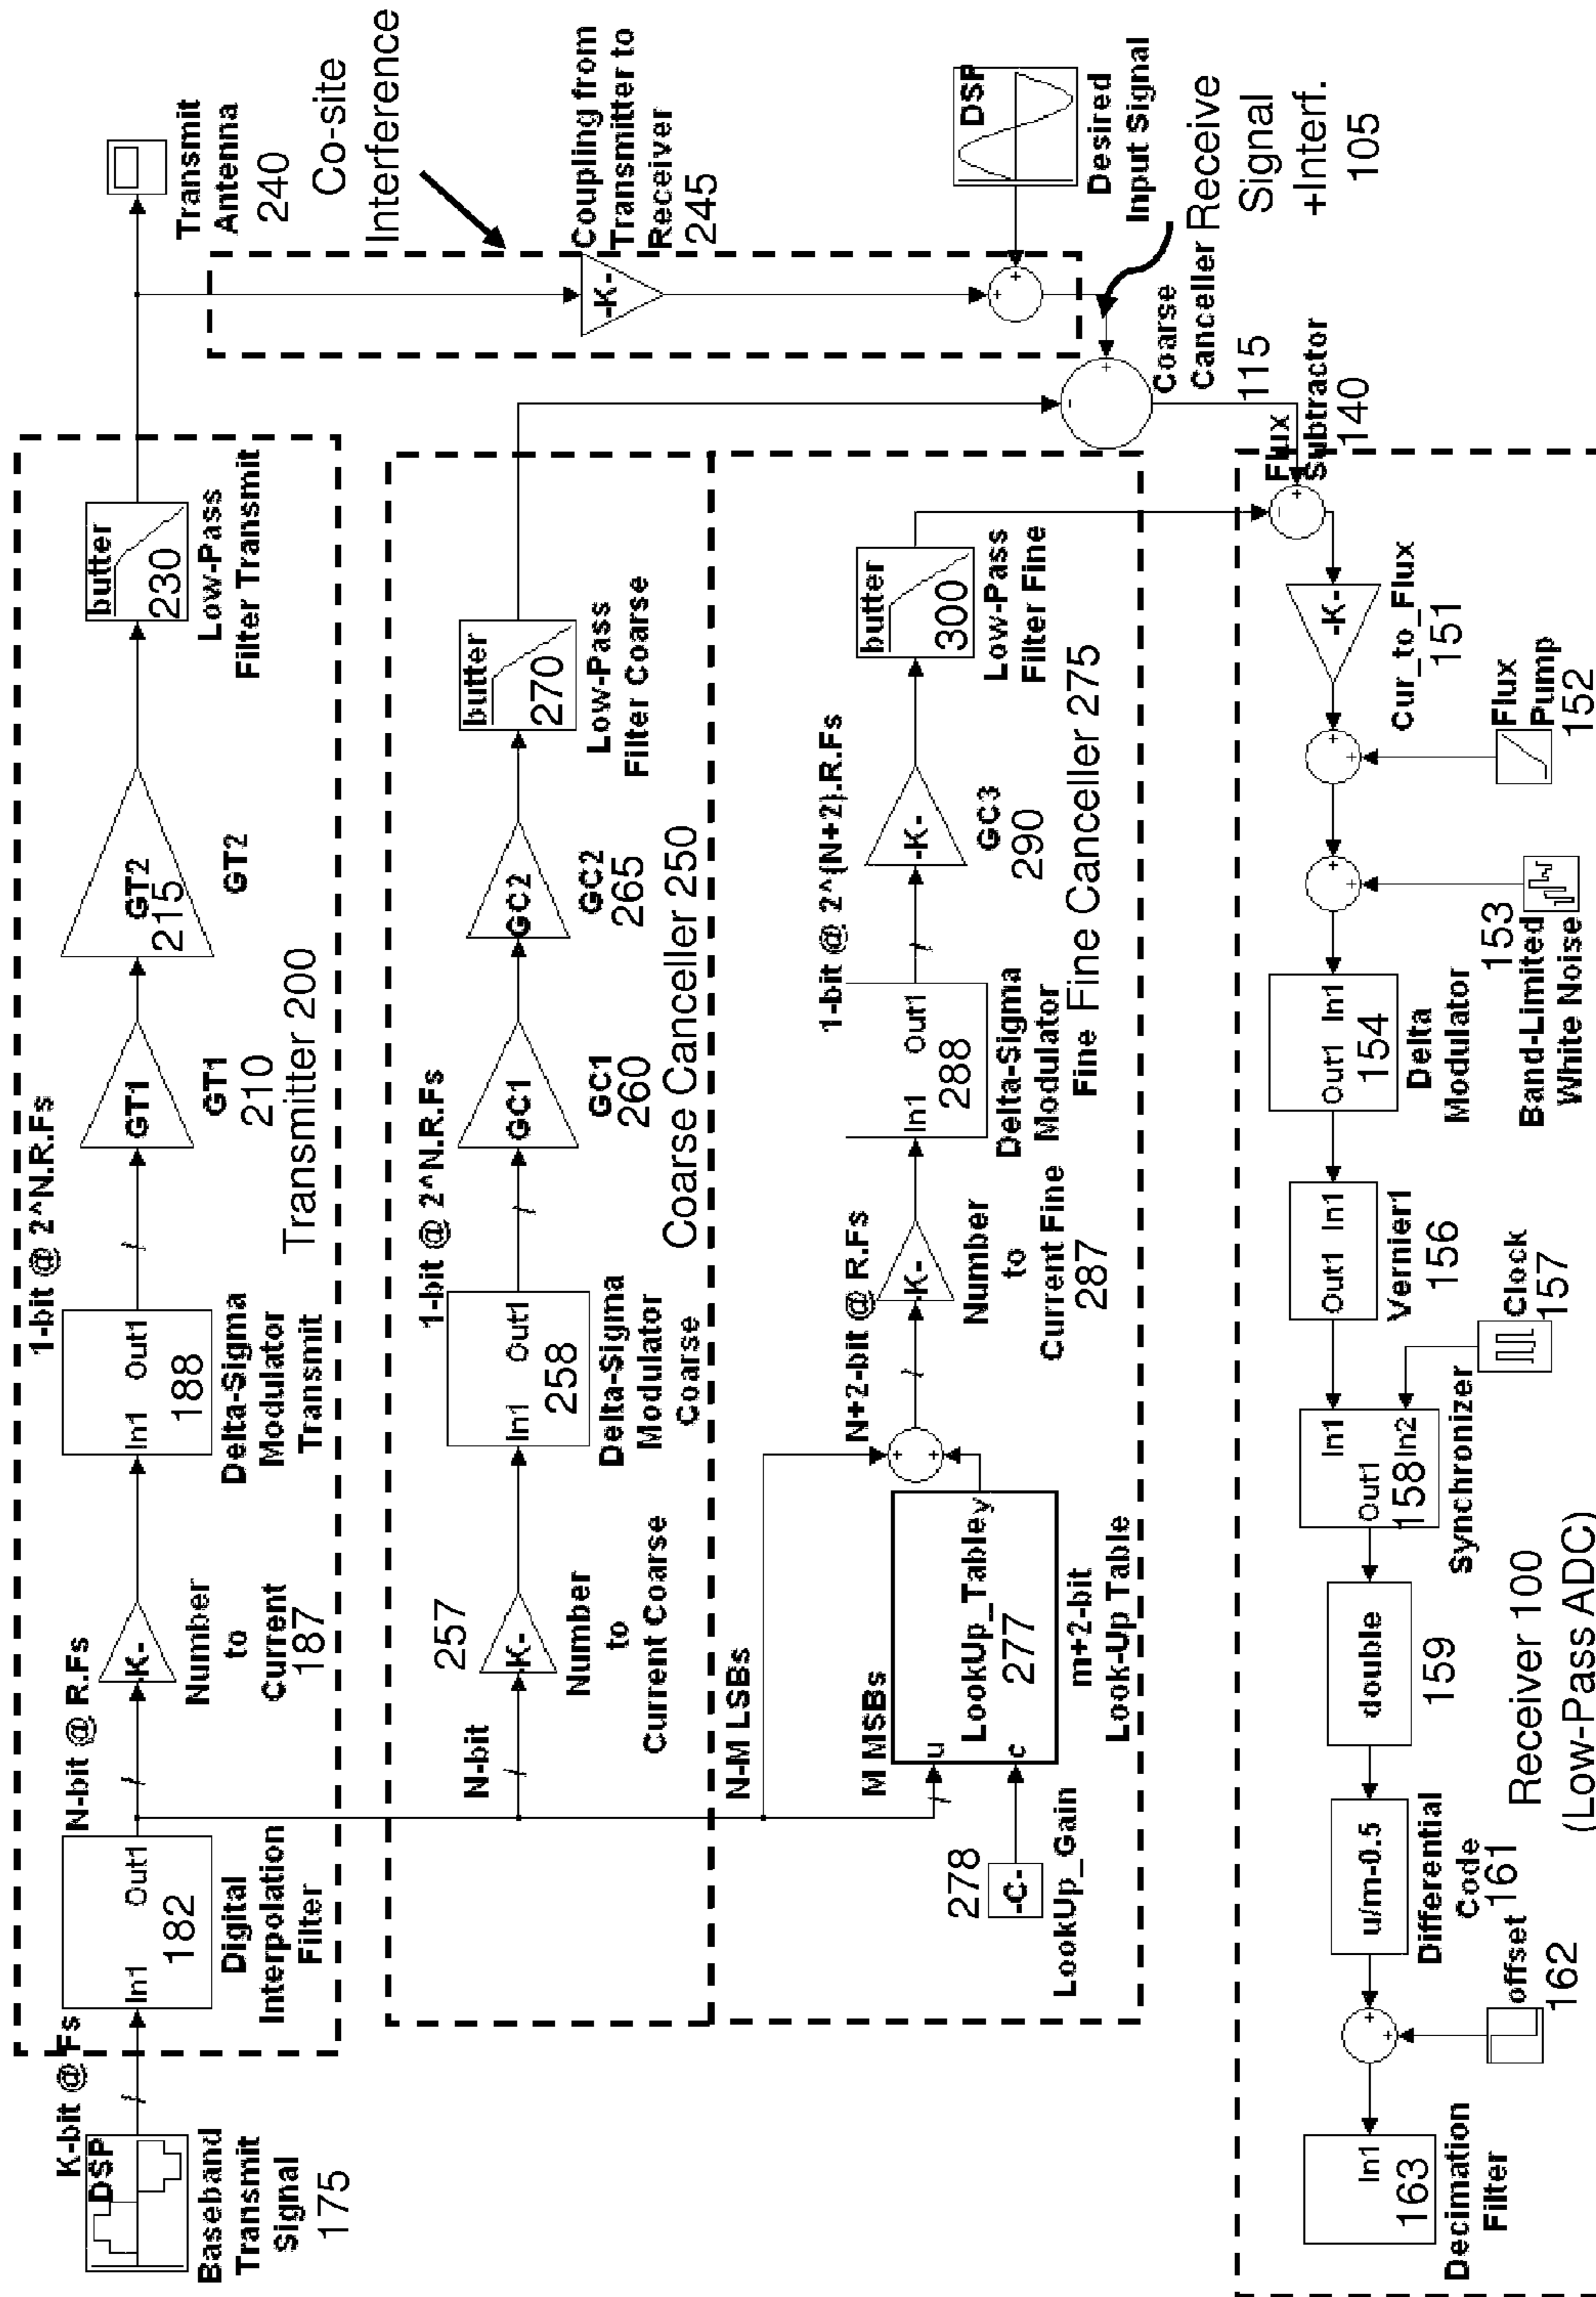 K-bit @ Fs
DSP
Baseband
Transmit
Signal
175
In1 Out1
182
Digital
Interpolation
Filter
N-bit @ R.Fs
-K-
Number
to
Current
187
In1 Out1
188
Delta-Sigma
Modulator
Transmit
1-bit @ 2^N.R.Fs
GT1
GT1
210
Transmitter 200
GT2
215
GT2
butter
230
Low-Pass
Filter Transmit
Transmit
Antenna
240
Co-site
Interference
-K-
Coupling from
Transmitter to
Receiver
245
DSP
Desired
Input Signal
Receive
Signal
+Interf.
105
N-bit
257
-K-
Number
to
Current Coarse
In1 Out1
258
Delta-Sigma
Modulator
Coarse
1-bit @ 2^N.R.Fs
GC1
GC1
260
GC2
GC2
265
Coarse Canceller 250
butter
270
Low-Pass
Filter Coarse
Coarse
Canceller
115
N-M LSBs
M MSBs
u
c
LookUp_Tabley
277
m+2-bit
Look-Up Table
278
-C-
LookUp_Gain
N+2-bit @ R.Fs
-K-
Number
to
Current Fine
287
In1 Out1
288
Delta-Sigma
Modulator
Fine
1-bit @ 2^(N+2).R.Fs
-K-
GC3
290
Fine Canceller 275
butter
300
Low-Pass
Filter Fine
Flux
Subtractor
140
-K-
Cur_to_Flux
151
Flux
Pump
152
153
Band-Limited
White Noise
Out1 In1
154
Delta
Modulator
Out1 In1
Vernier1
156
In1
Out1
158 In2
Synchronizer
Clock
157
double
159
u/m-0.5
Differential
Code
161
offset
162
In1
163
Decimation
Filter
Receiver 100
(Low-Pass ADC)